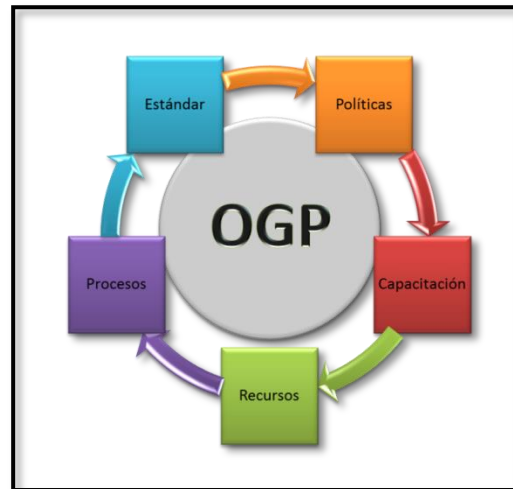 Estándar
Políticas
OGP
Procesos
Capacitación
Recursos